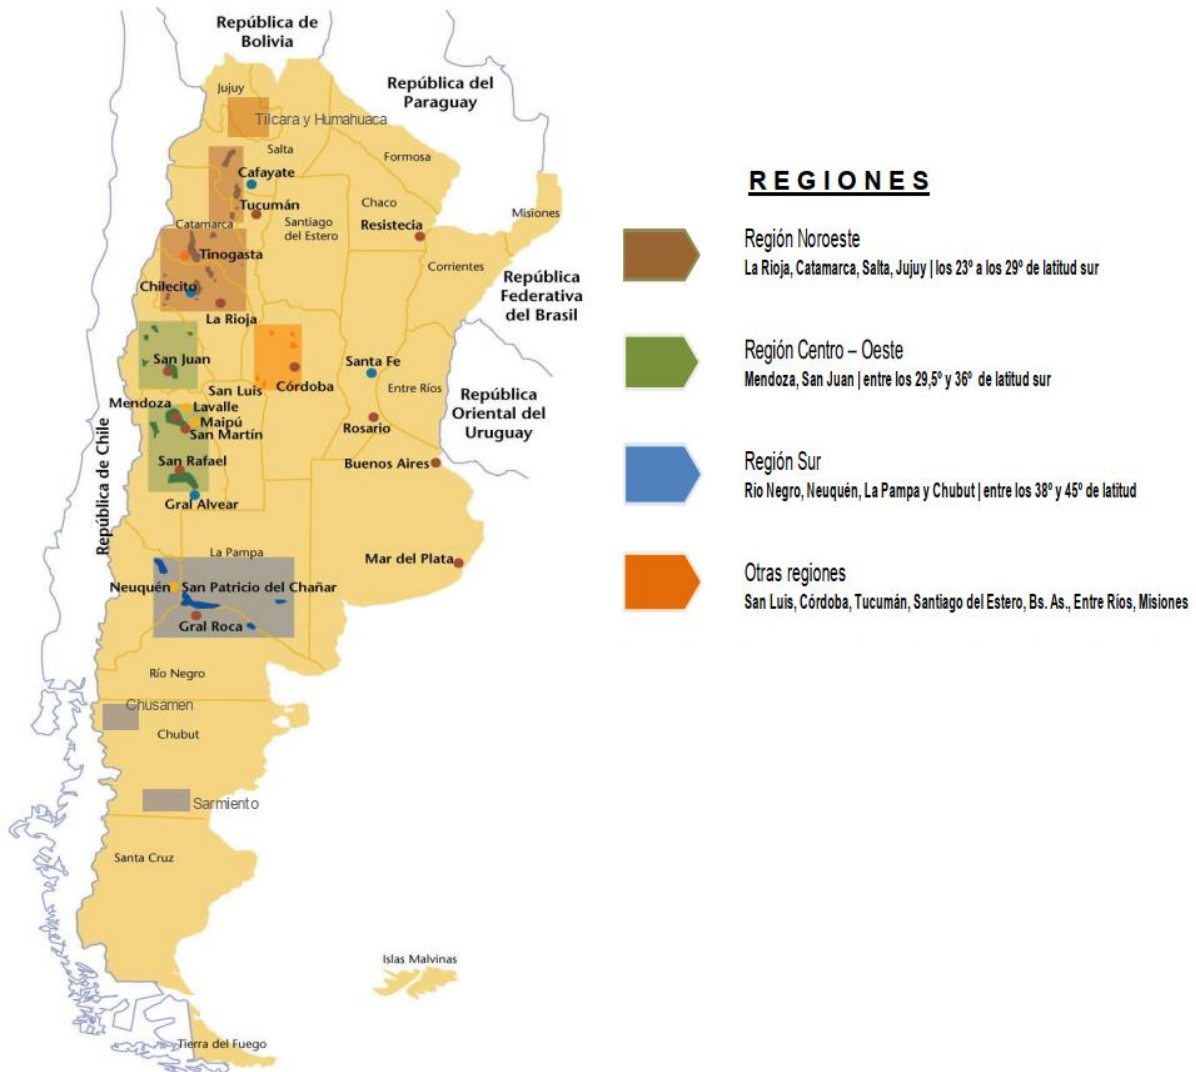 República de
Bolivia
República del
Paraguay
Jujuy
Tilcara y Humahuaca
Salta
Formosa
Cafayate
Tucumán
Chaco
Misiones
Catamarca
Santiago
del Estero
Resistecia
Tinogasta
Corrientes
República
Federativa
del Brasil
Chilecito
La Rioja
San Juan
Santa Fe
San Luis
Córdoba
Entre Ríos
República
Oriental del
Uruguay
Mendoza
Lavalle
Maipú
San Martín
Rosario
República de Chile
San Rafael
Buenos Aires
Gral Alvear
La Pampa
Mar del Plata
Neuquén
San Patricio del Chañar
Gral Roca
Río Negro
Chusamen
Chubut
Sarmiento
Santa Cruz
Islas Malvinas
Tierra del Fuego
REGIONES
Región Noroeste
La Rioja, Catamarca, Salta, Jujuy | los 23º a los 29º de latitud sur
Región Centro – Oeste
Mendoza, San Juan | entre los 29,5º y 36º de latitud sur
Región Sur
Río Negro, Neuquén, La Pampa y Chubut | entre los 38º y 45º de latitud
Otras regiones
San Luis, Córdoba, Tucumán, Santiago del Estero, Bs. As., Entre Ríos, Misiones